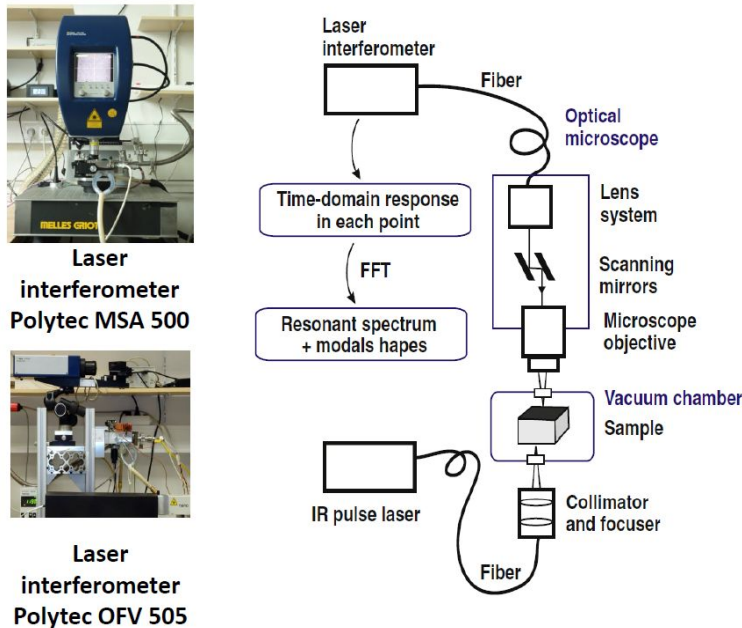 MELLES GRIOT
Laser
interferometer
Polytec MSA 500
Laser
interferometer
Polytec OFV 505
Laser
interferometer
Fiber
Optical
microscope
Time-domain response
in each point
Lens
system
FFT
Scanning
mirrors
Resonant spectrum
+ modals hapes
Microscope
objective
Vacuum chamber
Sample
IR pulse laser
Collimator
and focuser
Fiber